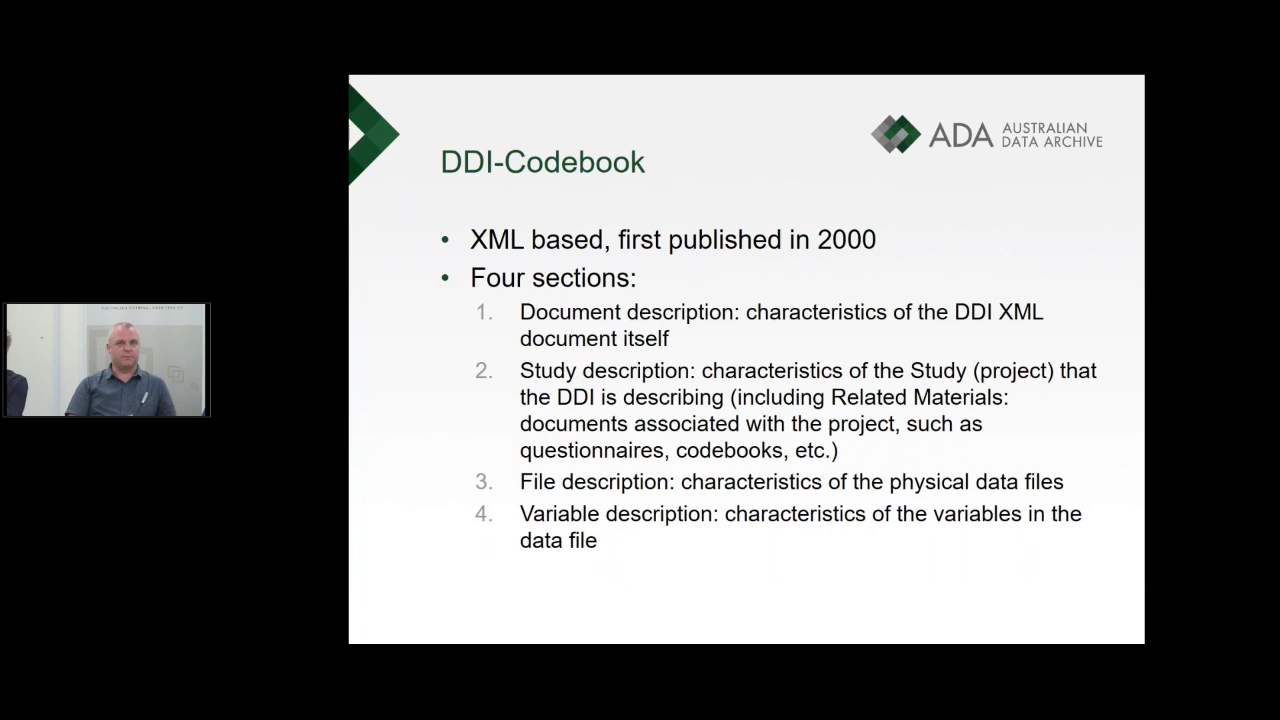 ADA AUSTRALIAN
DATA ARCHIVE
DDI-Codebook
• XML based, first published in 2000
• Four sections:
1. Document description: characteristics of the DDI XML
document itself
2. Study description: characteristics of the Study (project) that
the DDI is describing (including Related Materials:
documents associated with the project, such as
questionnaires, codebooks, etc.)
3. File description: characteristics of the physical data files
4. Variable description: characteristics of the variables in the
data file